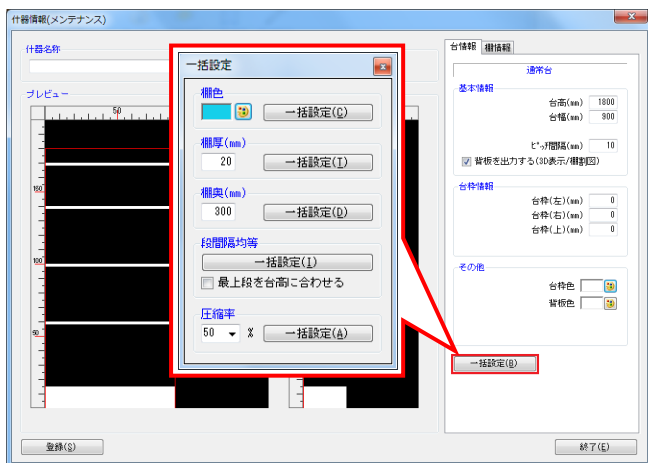 什器情報(メンテナンス)
什器名称
プレビュー
50
150
100
50
一括設定
棚色
一括設定(C)
棚厚(mm)
20
一括設定(I)
棚奥(mm)
300
一括設定(D)
段間隔均等
一括設定(I)
最上段を台高に合わせる
圧縮率
50
%
一括設定(A)
台情報
棚情報
通常台
基本情報
台高(mm) 1800
台幅(mm) 900
ピッチ間隔(mm) 10
背板を出力する(3D表示/棚割図)
台枠情報
台枠(左)(mm) 0
台枠(右)(mm) 0
台枠(上)(mm) 0
その他
台枠色
背板色
一括設定(B)
登録(S)
終了(E)